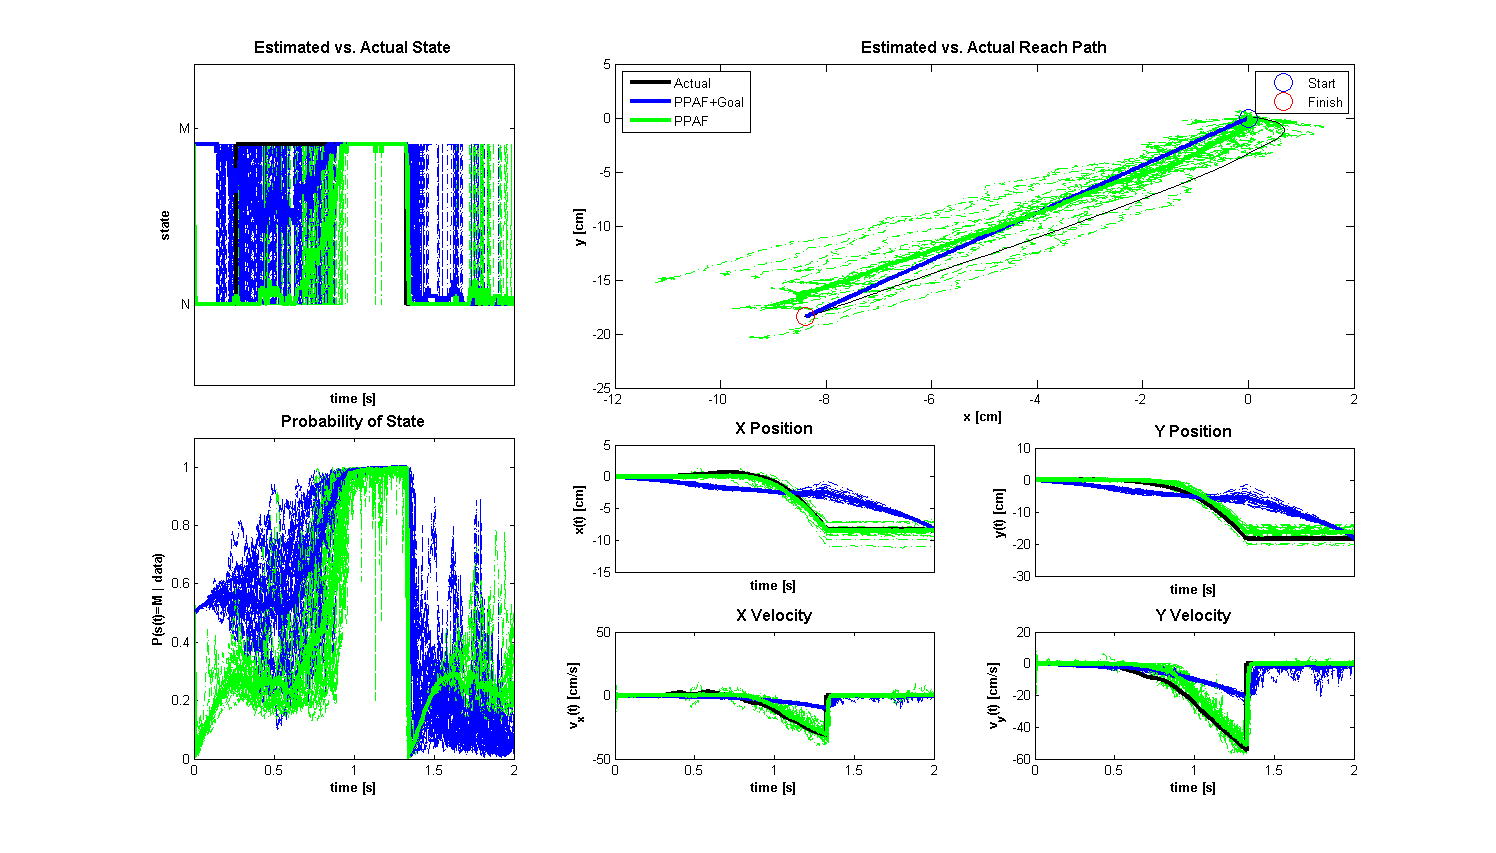 Estimated vs. Actual State
M
N
state
time [s]
Estimated vs. Actual Reach Path
Actual
PPAF+Goal
PPAF
Start
Finish
5
0
-5
-10
-15
-20
-25
y [cm]
-12 -10 -8 -6 -4 -2 0 2
x [cm]
Probability of State
1
0.8
0.6
0.4
0.2
0
P(s(t)=M | data)
0 0.5 1 1.5 2
time [s]
X Position
5
0
-5
-10
-15
x(t) [cm]
time [s]
Y Position
10
0
-10
-20
-30
y(t) [cm]
time [s]
X Velocity
50
0
-50
vx(t) [cm/s]
0 0.5 1 1.5 2
time [s]
Y Velocity
20
0
-20
-40
-60
vy(t) [cm/s]
0 0.5 1 1.5 2
time [s]